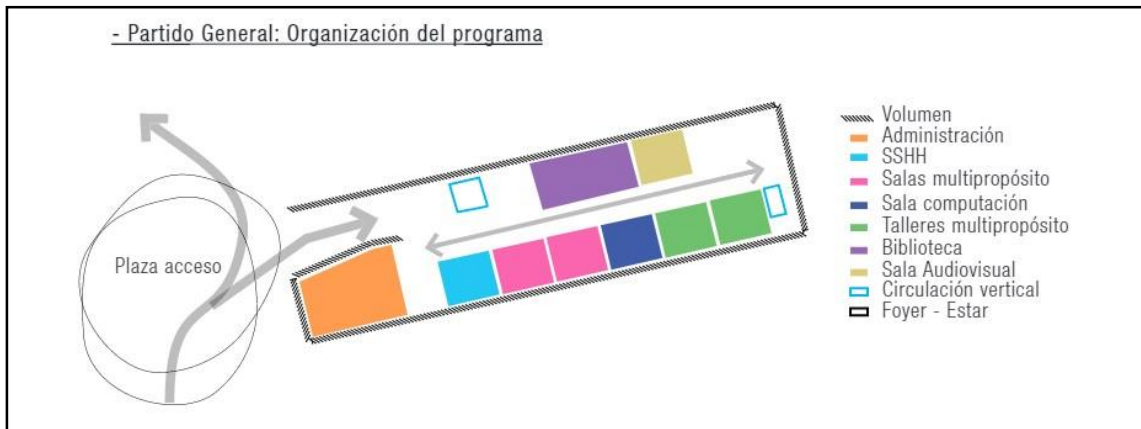 - Partido General: Organización del programa
Plaza acceso
Volumen
Administración
SSHH
Salas multipropósito
Sala computación
Talleres multipropósito
Biblioteca
Sala Audiovisual
Circulación vertical
Foyer - Estar